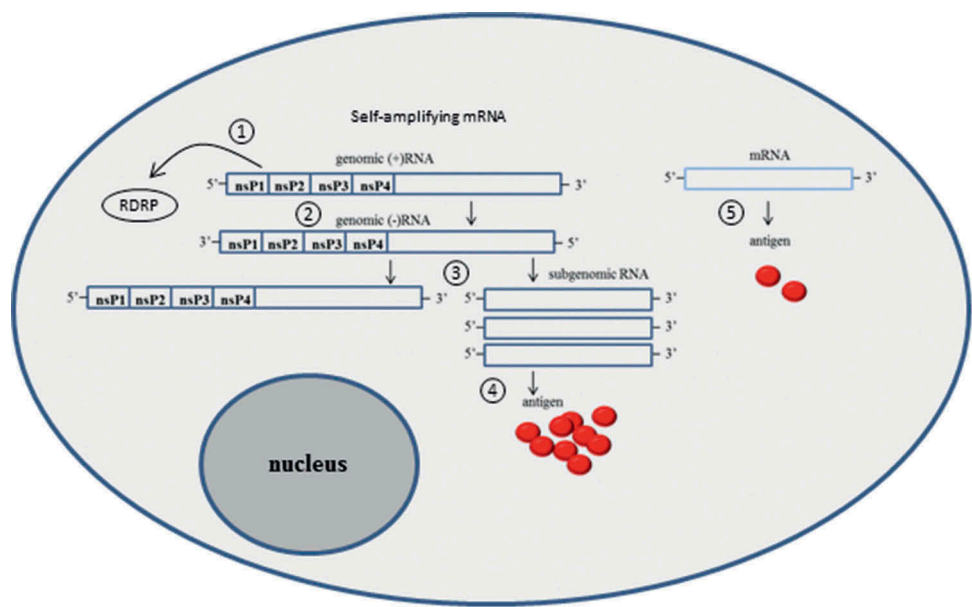 Self-amplifying mRNA
①
genomic (+)RNA
5' nsP1 nsP2 nsP3 nsP4 3'
RDRP
② genomic (-)RNA
3' nsP1 nsP2 nsP3 nsP4 5'
③ subgenomic RNA
5' nsP1 nsP2 nsP3 nsP4 3'
5' 3'
5' 3'
5' 3'
④
antigen
nucleus
mRNA
5' 3'
⑤
antigen